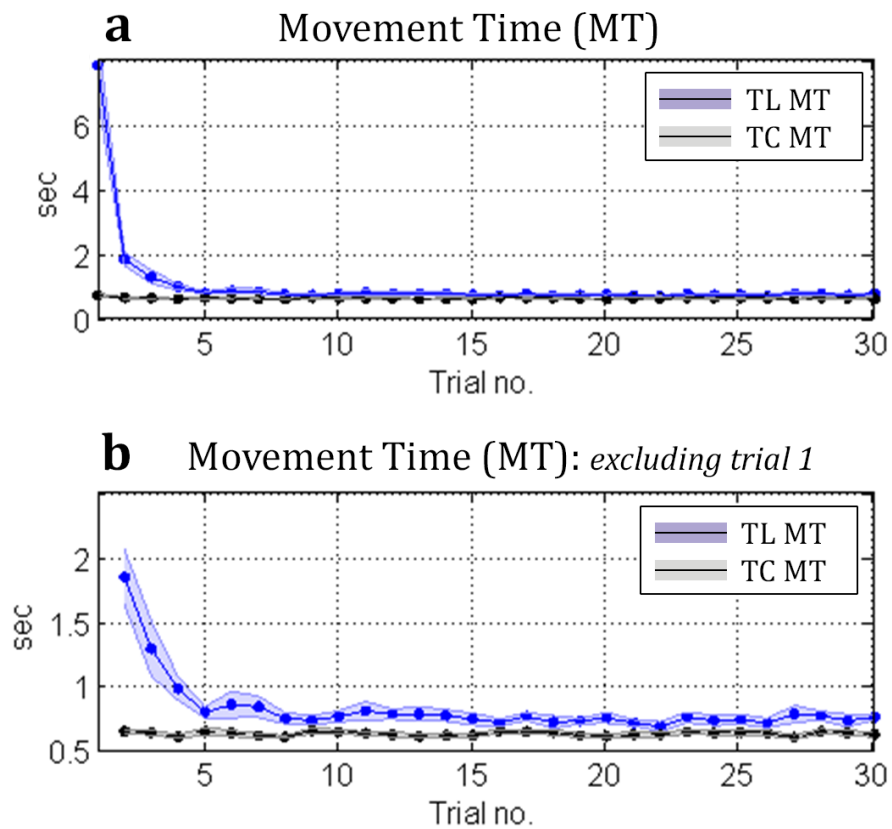 a Movement Time (MT)
TL MT
TC MT
6
4
2
0
sec
5 10 15 20 25 30
Trial no.
b Movement Time (MT): excluding trial 1
TL MT
TC MT
2
1.5
1
0.5
sec
5 10 15 20 25 30
Trial no.